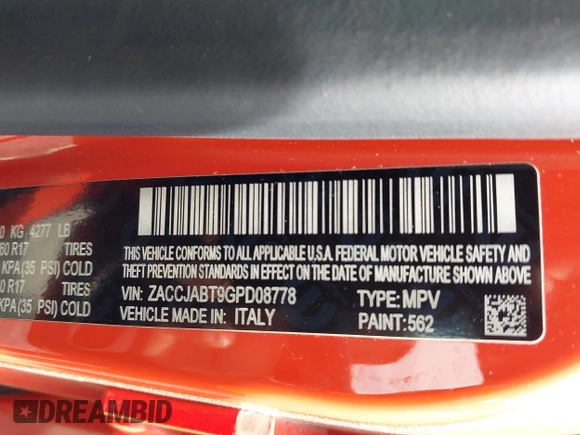 0 KG 4277 LB
60 R17 TIRES
KPA (35 PSI) COLD
0 R17 TIRES
KPA (35 PSI) COLD
THIS VEHICLE CONFORMS TO ALL APPLICABLE U.S.A. FEDERAL MOTOR VEHICLE SAFETY AND
THEFT PREVENTION STANDARDS IN EFFECT ON THE DATE OF MANUFACTURE SHOWN ABOVE.
VIN: ZACCJABT9GPD08778 TYPE: MPV
VEHICLE MADE IN: ITALY PAINT: 562
DREAMBID